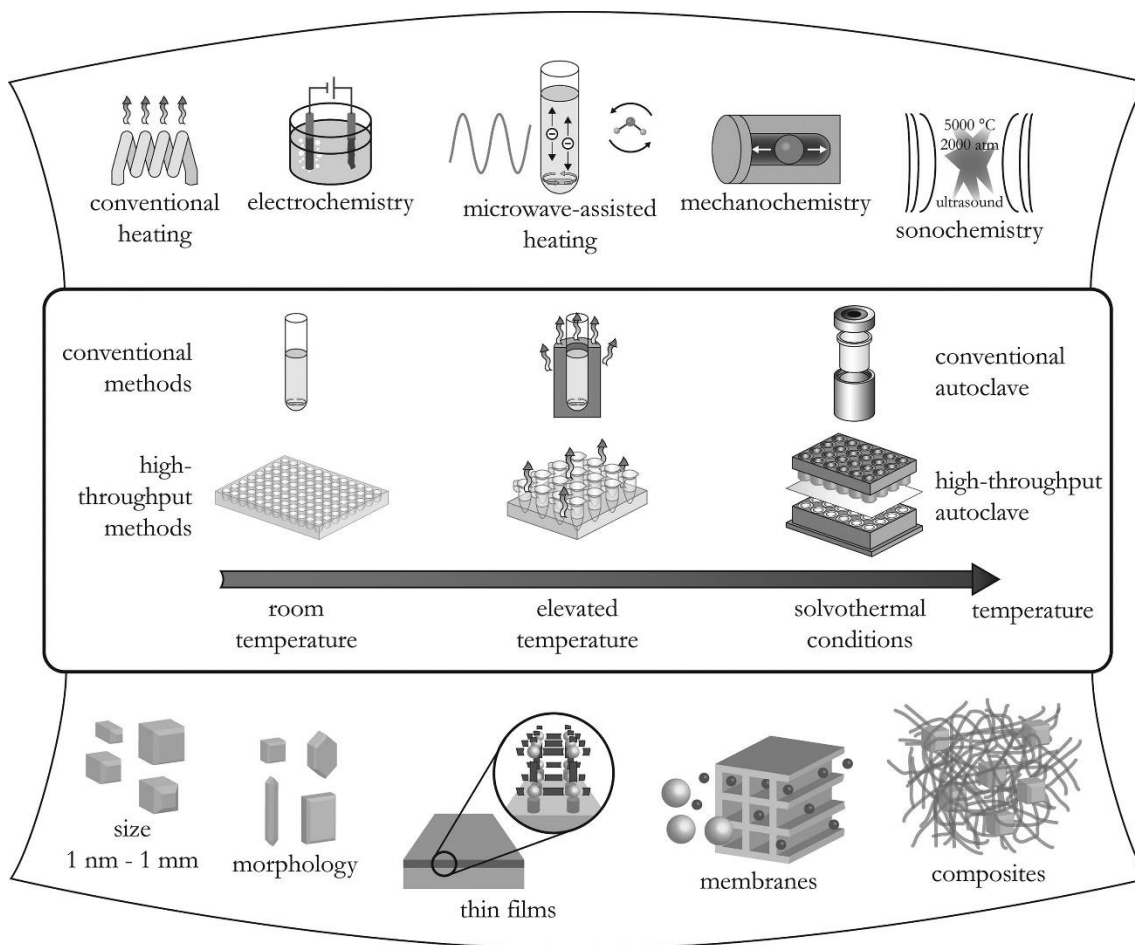 conventional
heating
electrochemistry
microwave-assisted
heating
mechanochemistry
5000 °C
2000 atm
ultrasound
sonochemistry
conventional
methods
conventional
autoclave
high-
throughput
methods
high-throughput
autoclave
room
temperature
elevated
temperature
solvothermal
conditions
temperature
size
1 nm - 1 mm
morphology
thin films
membranes
composites